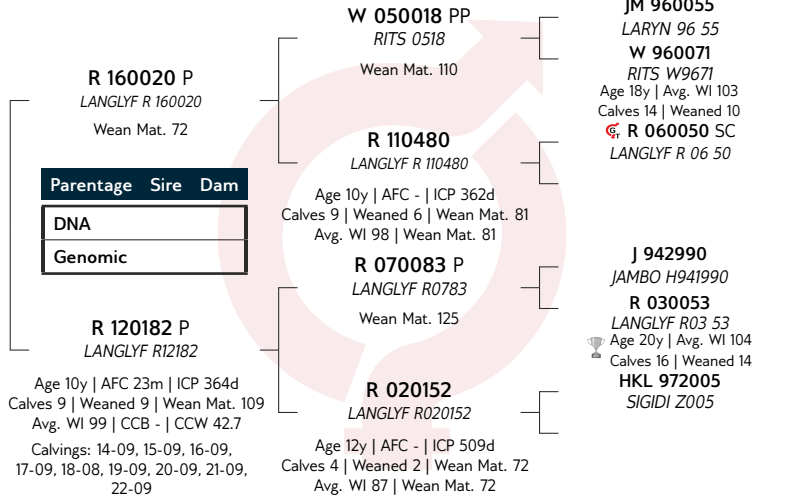 JM 960055
LARYN 96 55
W 050018 PP
RITS 0518
Wean Mat. 110
W 960071
RITS W9671
Age 18y | Avg. WI 103
Calves 14 | Weaned 10
R 160020 P
LANGLYF R 160020
Wean Mat. 72
R 110480
LANGLYF R 110480
Age 10y | AFC - | ICP 362d
Calves 9 | Weaned 6 | Wean Mat. 81
Avg. WI 98 | Wean Mat. 81
R 060050 SC
LANGLYF R 06 50
Parentage Sire Dam
DNA
Genomic
R 070083 P
LANGLYF R0783
Wean Mat. 125
J 942990
JAMBO H941990
R 030053
LANGLYF R03 53
Age 20y | Avg. WI 104
Calves 16 | Weaned 14
R 120182 P
LANGLYF R12182
Age 10y | AFC 23m | ICP 364d
Calves 9 | Weaned 9 | Wean Mat. 109
Avg. WI 99 | CCB - | CCW 42.7
Calvings: 14-09, 15-09, 16-09,
17-09, 18-08, 19-09, 20-09, 21-09,
22-09
R 020152
LANGLYF R020152
Age 12y | AFC - | ICP 509d
Calves 4 | Weaned 2 | Wean Mat. 72
Avg. WI 87 | Wean Mat. 72
HKL 972005
SIGIDI Z005